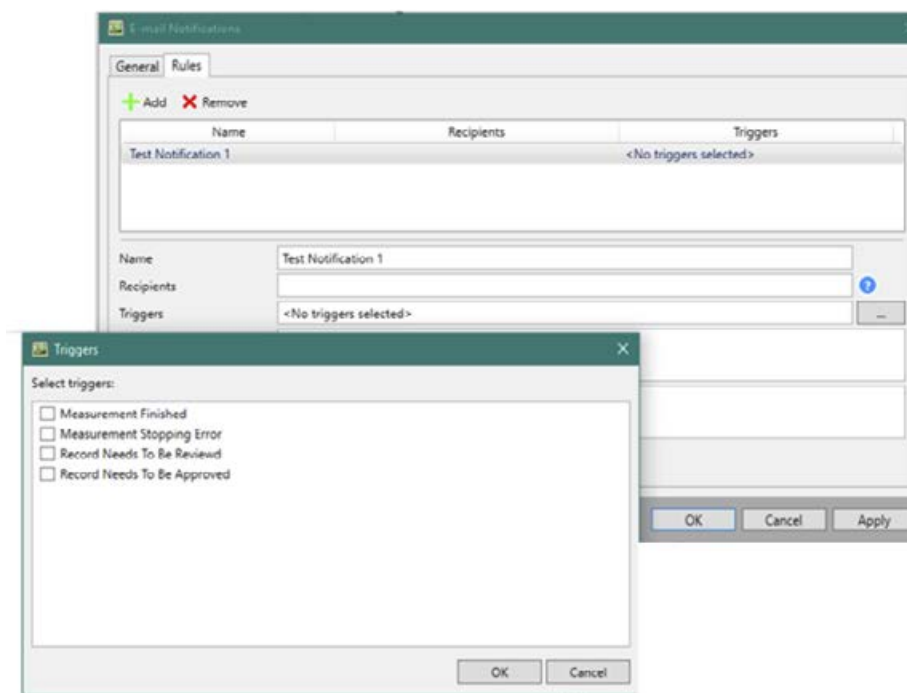 E-mail Notifications
General Rules
Add Remove
Name Recipients Triggers
Test Notification 1 <No triggers selected>
Name Test Notification 1
Recipients ?
Triggers <No triggers selected> ...
Triggers
Select triggers:
Measurement Finished
Measurement Stopping Error
Record Needs To Be Reviewd
Record Needs To Be Approved
OK Cancel
OK Cancel Apply